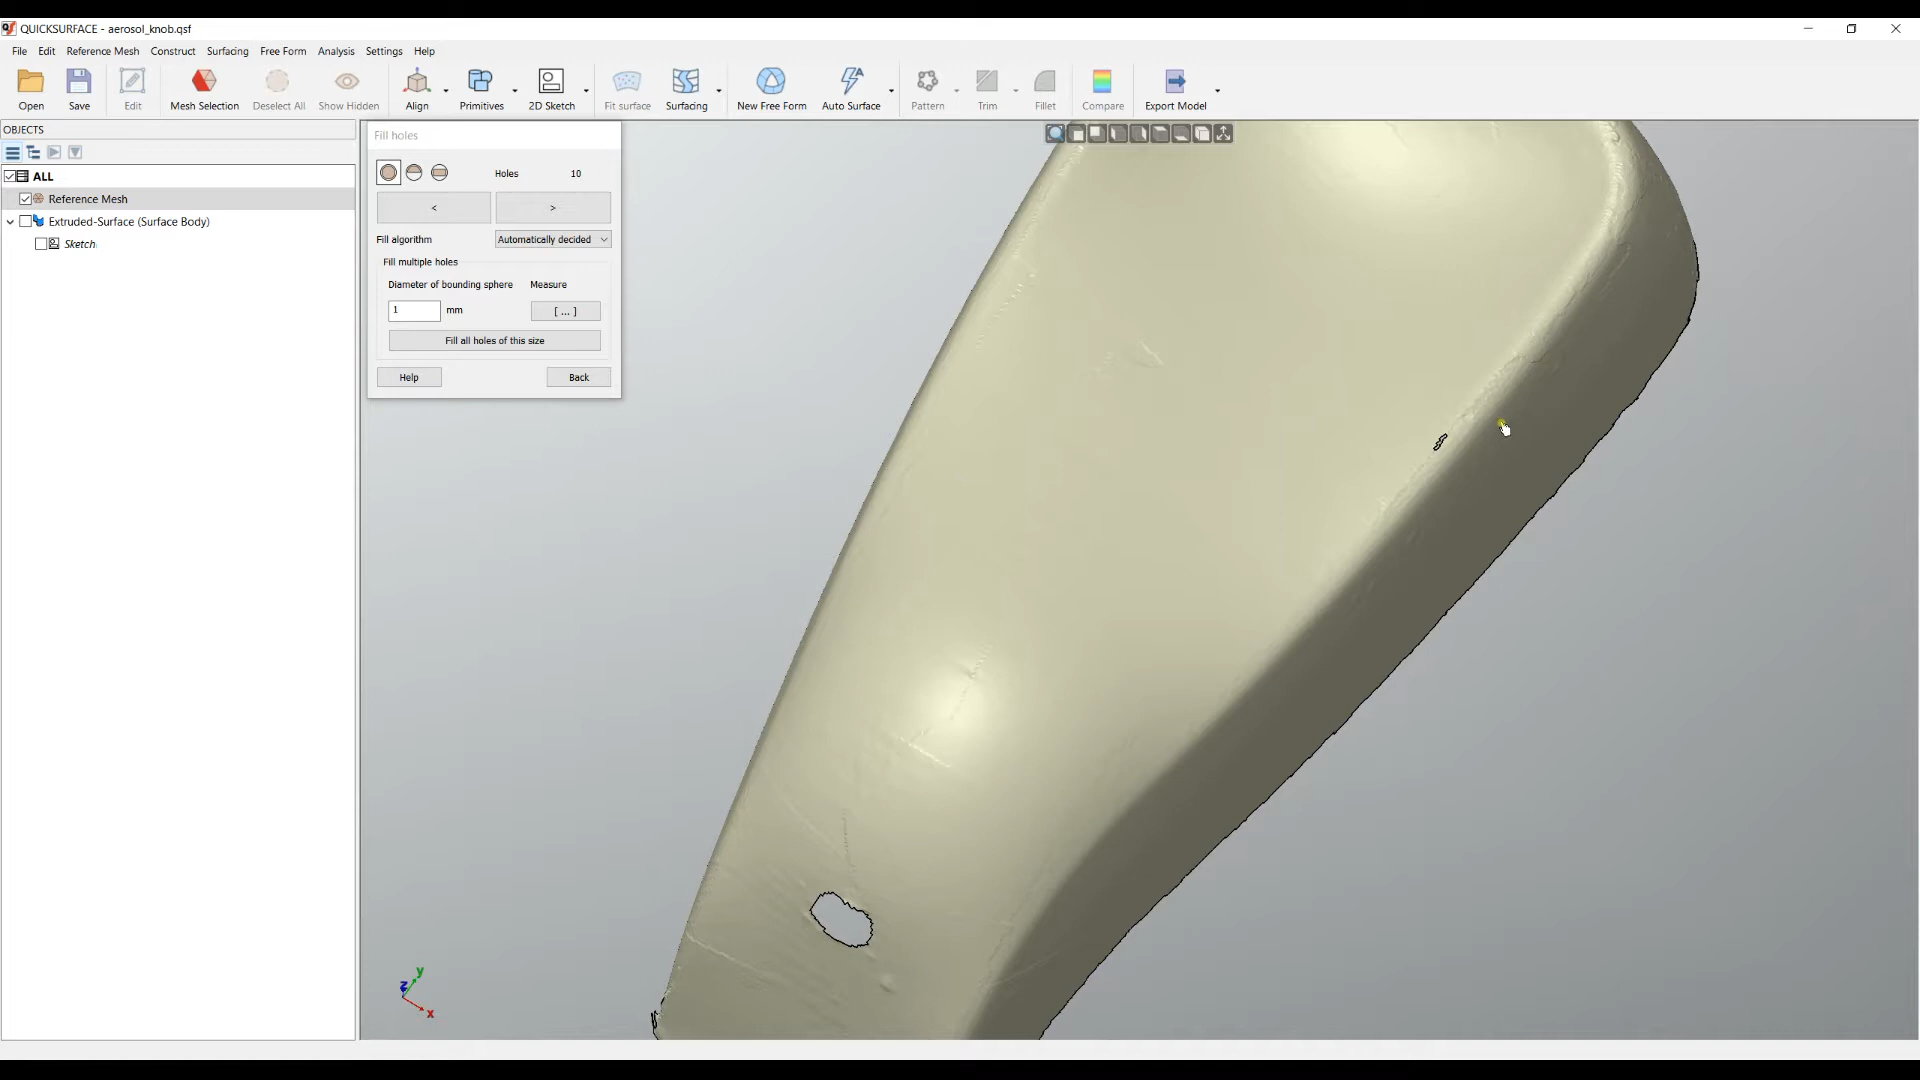 QUICKSURFACE - aerosol_knob.qsf
File Edit Reference Mesh Construct Surfacing Free Form Analysis Settings Help
Open Save Edit Mesh Selection Deselect All Show Hidden Align Primitives 2D Sketch Fit surface Surfacing New Free Form Auto Surface Pattern Trim Fillet Compare Export Model
OBJECTS
ALL
Reference Mesh
Extruded-Surface (Surface Body)
Sketch
Fill holes
Holes 10
< >
Fill algorithm Automatically decided
Fill multiple holes
Diameter of bounding sphere Measure
1 mm [ ... ]
Fill all holes of this size
Help Back
y
z
x